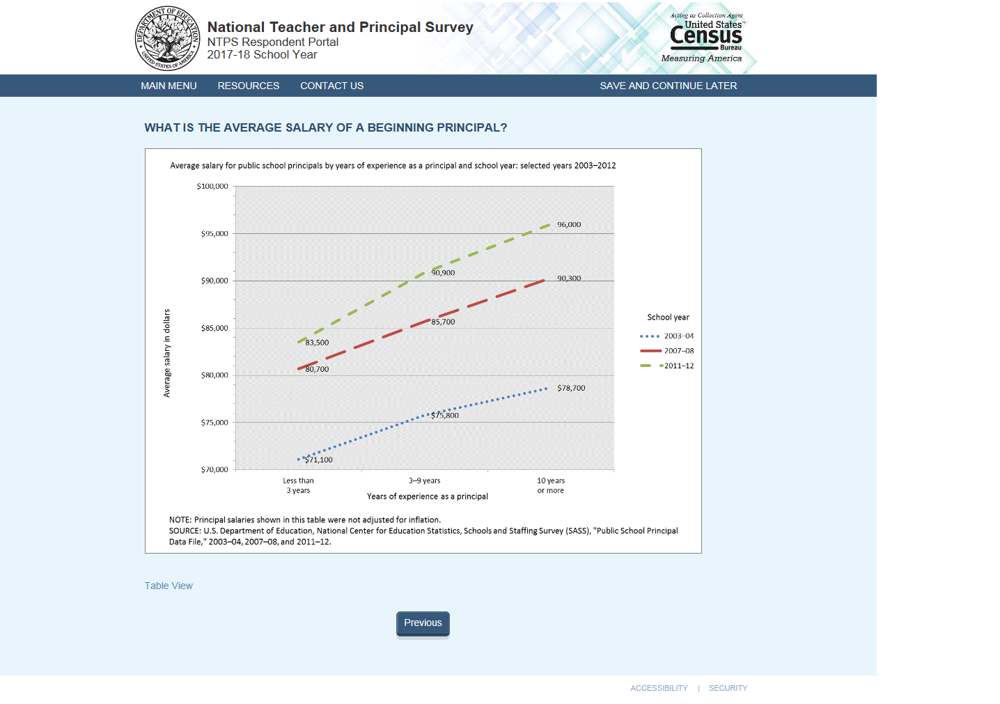 DEPARTMENT OF EDUCATION
UNITED STATES OF AMERICA
National Teacher and Principal Survey
NTPS Respondent Portal
2017-18 School Year
Acting as Collection Agent
United States™
Census
Bureau
Measuring America
MAIN MENU RESOURCES CONTACT US SAVE AND CONTINUE LATER
WHAT IS THE AVERAGE SALARY OF A BEGINNING PRINCIPAL?
Average salary for public school principals by years of experience as a principal and school year: selected years 2003–2012
$100,000
$95,000
$90,000
$85,000
$80,000
$75,000
$70,000
Average salary in dollars
96,000
90,900
90,300
83,500
85,700
80,700
$78,700
$75,800
$71,100
School year
2003–04
2007–08
2011–12
Less than
3 years
3–9 years
10 years
or more
Years of experience as a principal
NOTE: Principal salaries shown in this table were not adjusted for inflation.
SOURCE: U.S. Department of Education, National Center for Education Statistics, Schools and Staffing Survey (SASS), "Public School Principal
Data File," 2003–04, 2007–08, and 2011–12.
Table View
Previous
ACCESSIBILITY | SECURITY